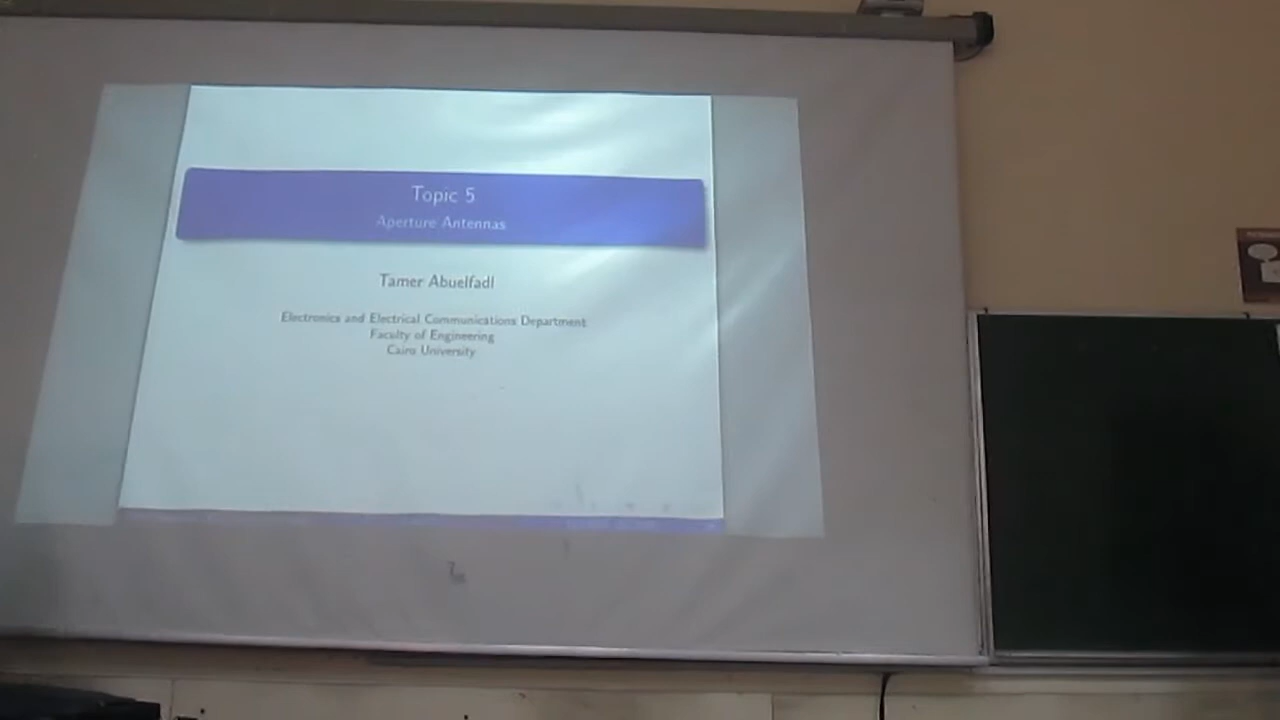 Topic 5
Aperture Antennas
Tamer Abuelfadl
Electronics and Electrical Communications Department
Faculty of Engineering
Cairo University